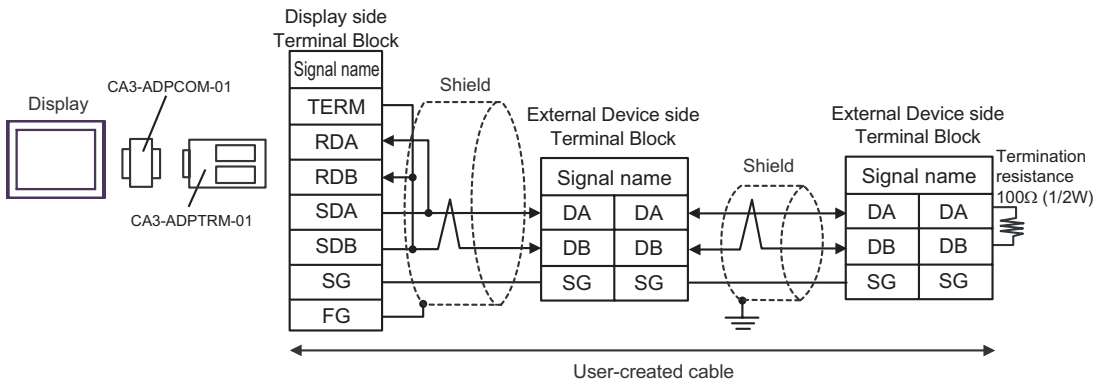 Display side
Terminal Block
Signal name
TERM
RDA
RDB
SDA
SDB
SG
FG
Display
CA3-ADPCOM-01
CA3-ADPTRM-01
Shield
External Device side
Terminal Block
Signal name
DA DA
DB DB
SG SG
Shield
External Device side
Terminal Block
Signal name
DA DA
DB DB
SG SG
Termination
resistance
100Ω (1/2W)
User-created cable